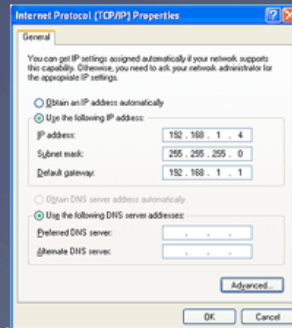 Internet Protocol (TCP/IP) Properties
General
You can get IP settings assigned automatically if your network supports
this capability. Otherwise, you need to ask your network administrator for
the appropriate IP settings.
Obtain an IP address automatically
Use the following IP address:
IP address: 192 . 168 . 1 . 4
Subnet mask: 255 . 255 . 255 . 0
Default gateway: 192 . 168 . 1 . 1
Obtain DNS server address automatically
Use the following DNS server addresses:
Preferred DNS server: . . .
Alternate DNS server: . . .
Advanced...
OK Cancel